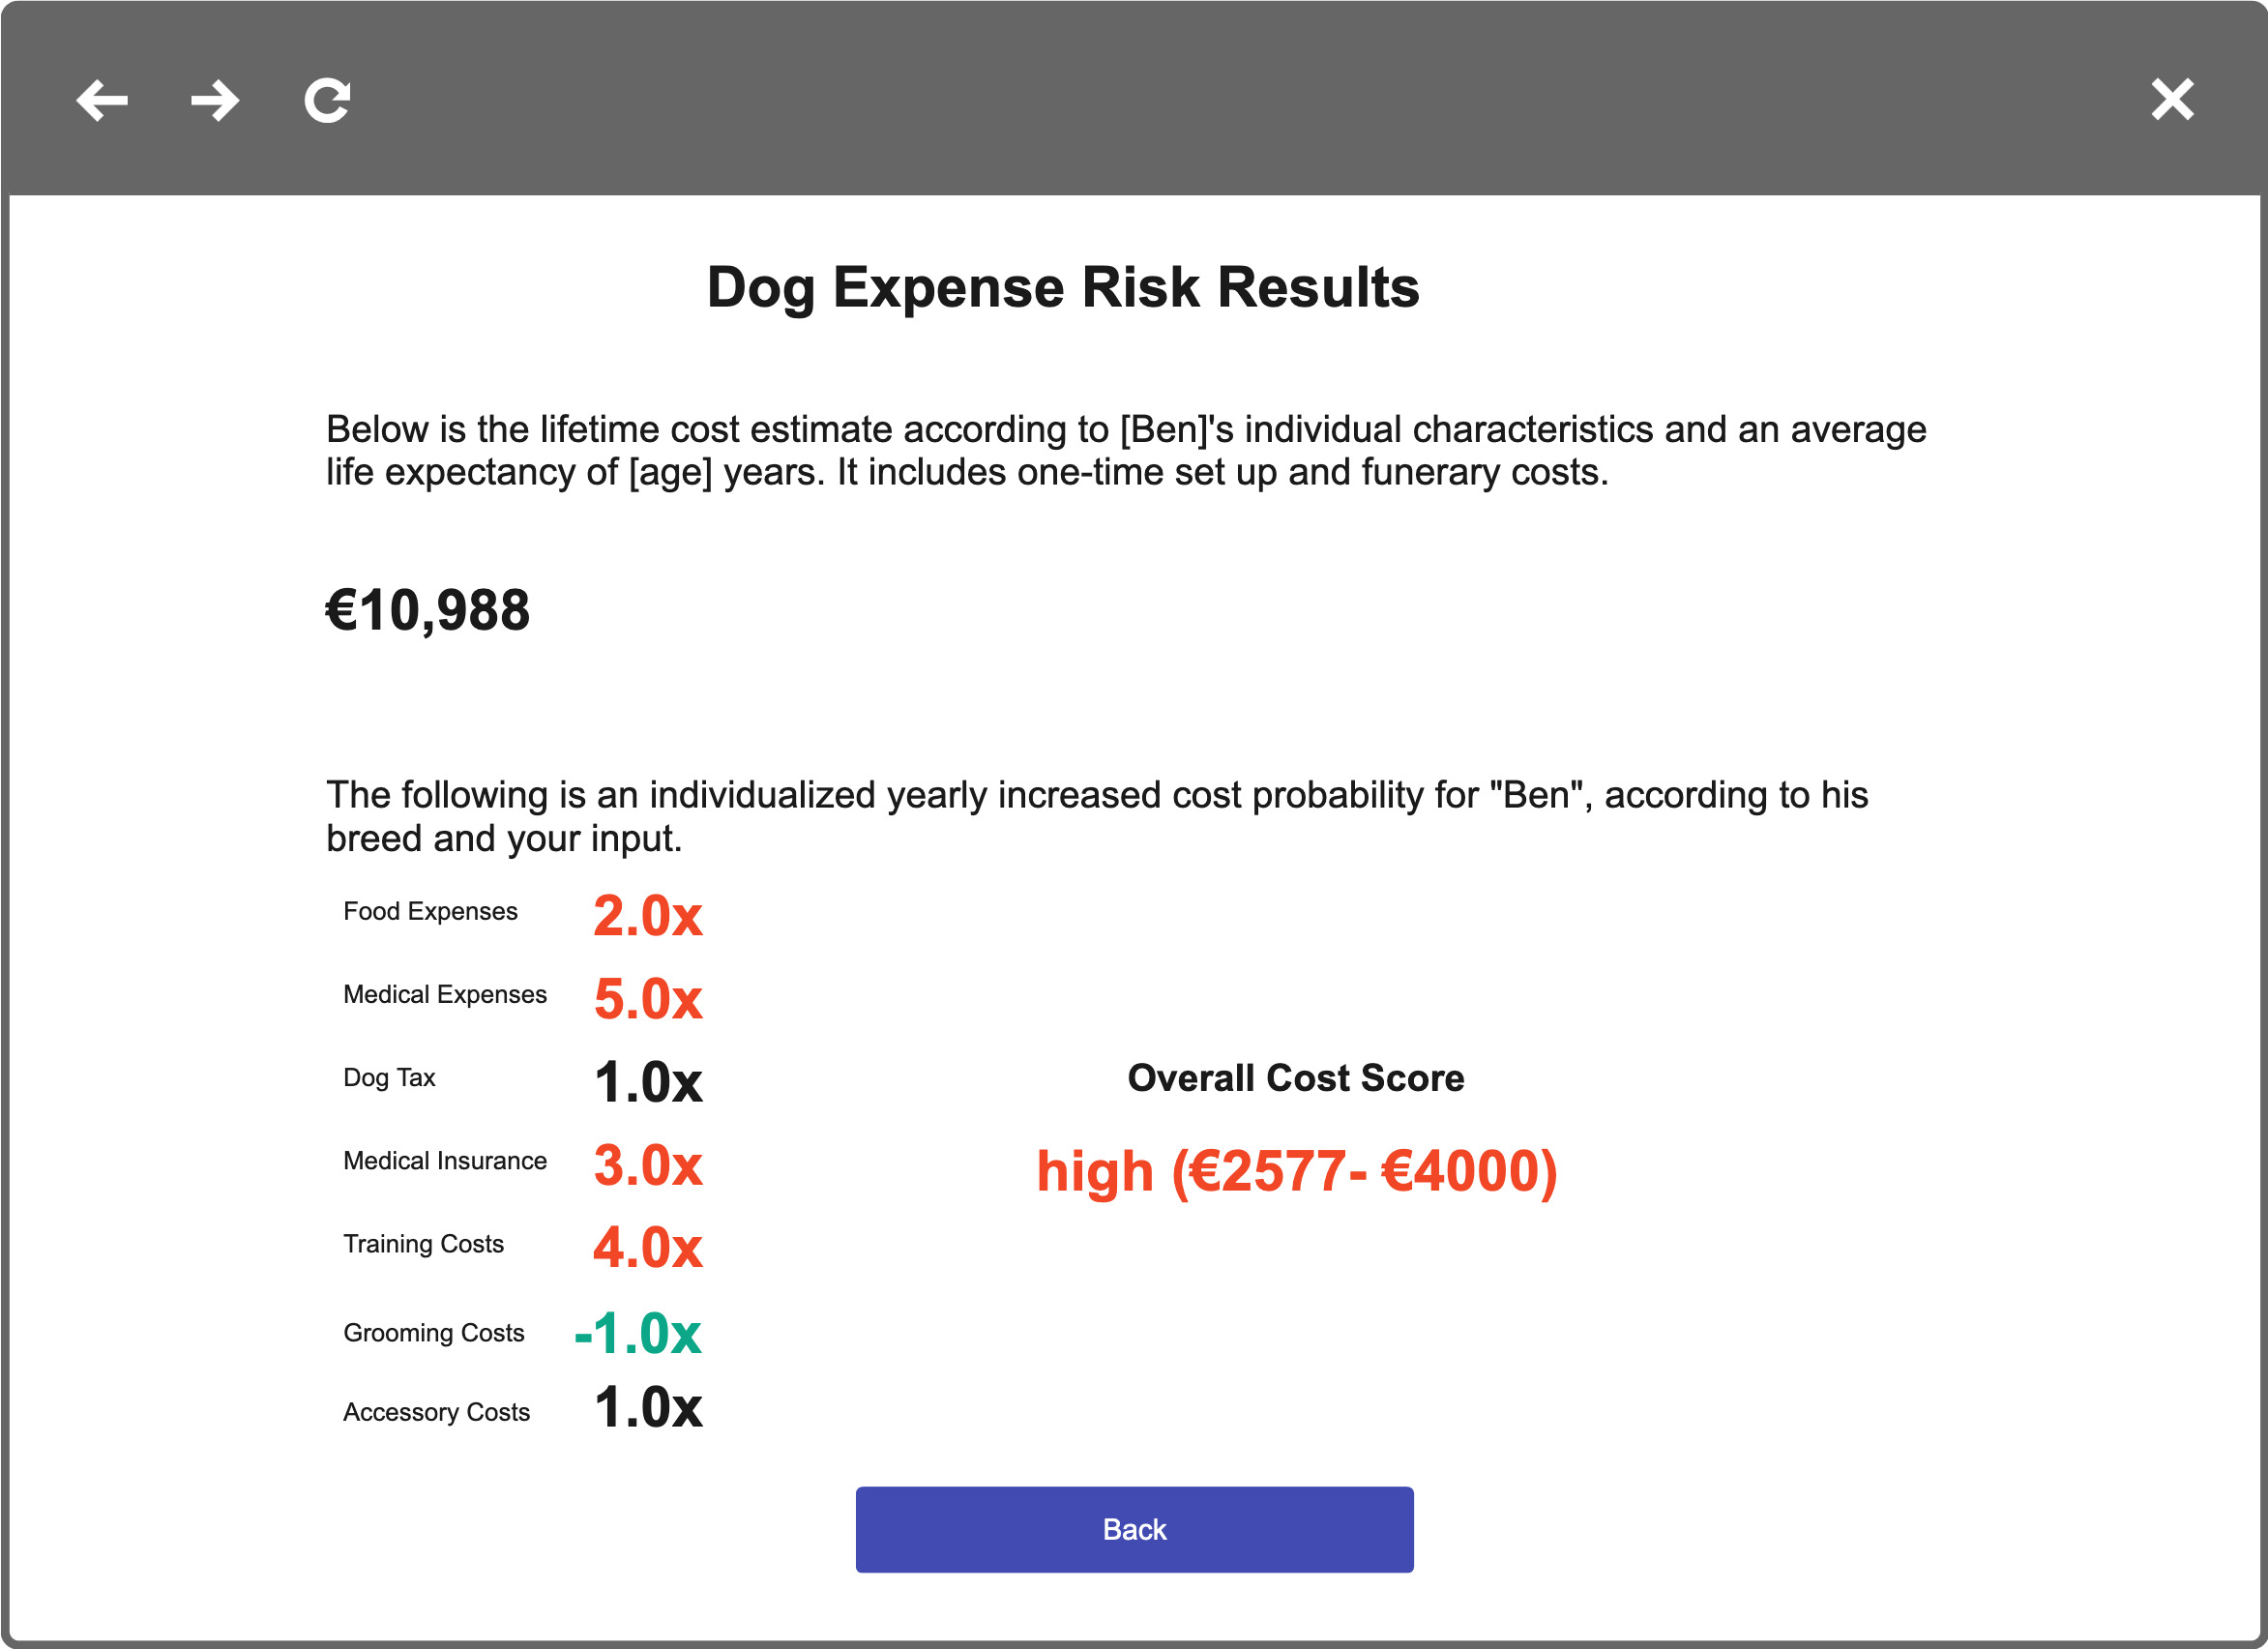 Dog Expense Risk Results
Below is the lifetime cost estimate according to [Ben]'s individual characteristics and an average
life expectancy of [age] years. It includes one-time set up and funerary costs.
€10,988
The following is an individualized yearly increased cost probability for "Ben", according to his
breed and your input.
Food Expenses 2.0x
Medical Expenses 5.0x
Dog Tax 1.0x
Medical Insurance 3.0x
Training Costs 4.0x
Grooming Costs -1.0x
Accessory Costs 1.0x
Overall Cost Score
high (€2577- €4000)
Back